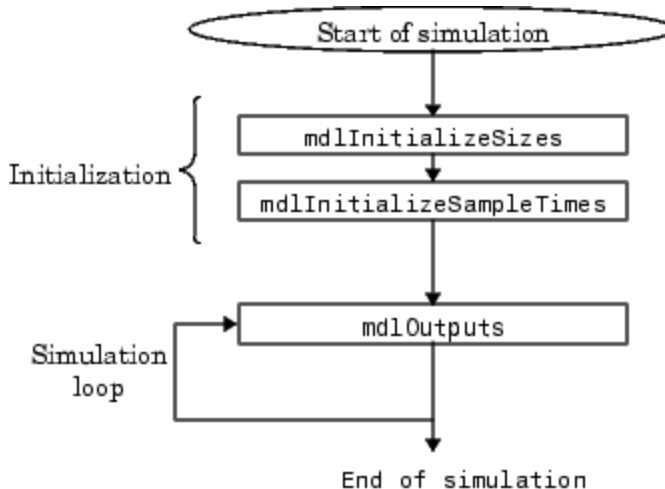 Start of simulation
mdlInitializeSizes
Initialization
mdlInitializeSampleTimes
mdlOutputs
Simulation
loop
End of simulation